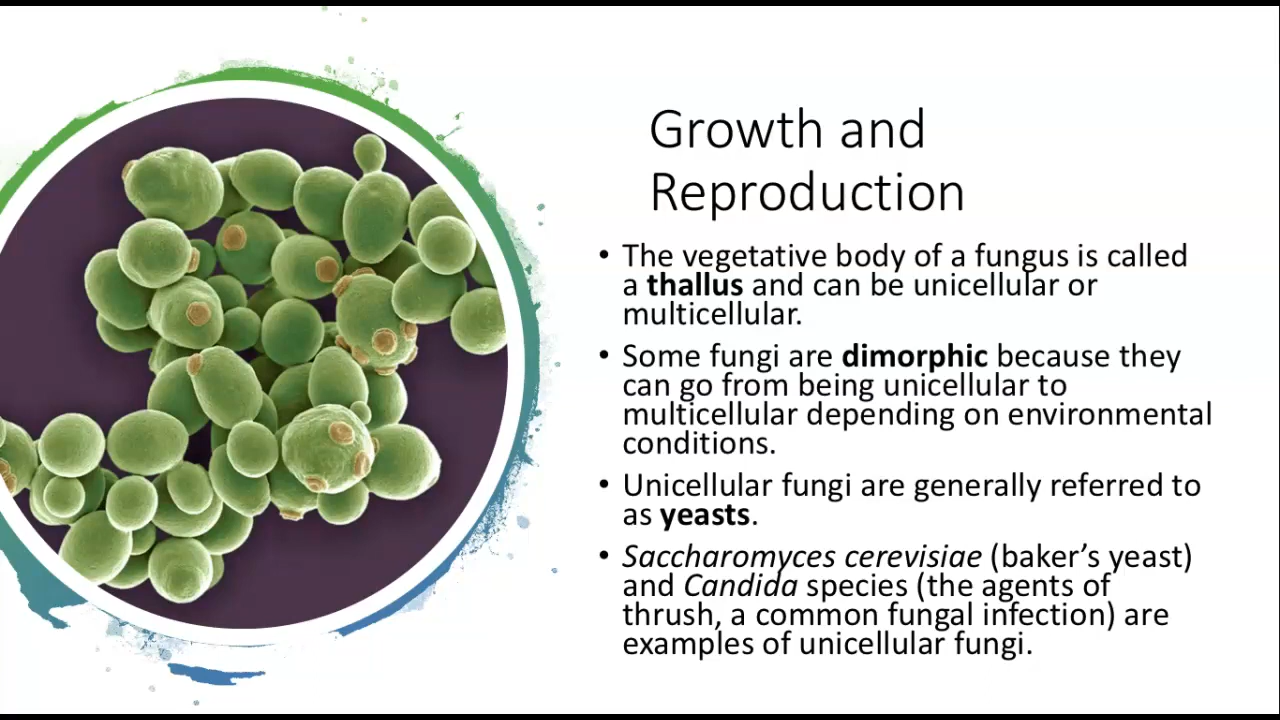 Growth and
Reproduction
• The vegetative body of a fungus is called
a thallus and can be unicellular or
multicellular.
• Some fungi are dimorphic because they
can go from being unicellular to
multicellular depending on environmental
conditions.
• Unicellular fungi are generally referred to
as yeasts.
• Saccharomyces cerevisiae (baker’s yeast)
and Candida species (the agents of
thrush, a common fungal infection) are
examples of unicellular fungi.